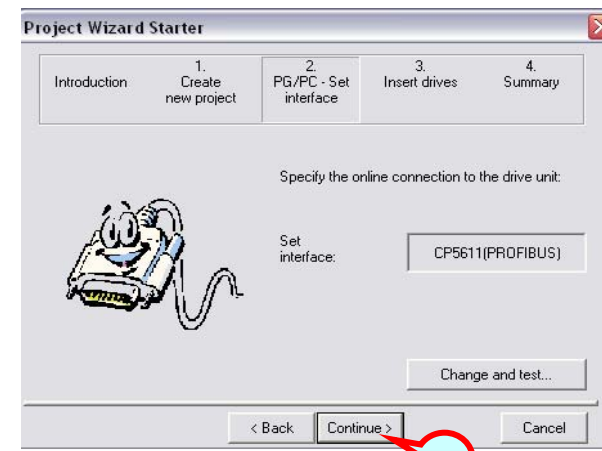 Project Wizard Starter
Introduction
1.
Create
new project
2.
PG/PC - Set
interface
3.
Insert drives
4.
Summary
Specify the online connection to the drive unit:
Set
interface:
CP5611(PROFIBUS)
Change and test...
< Back
Continue >
Cancel